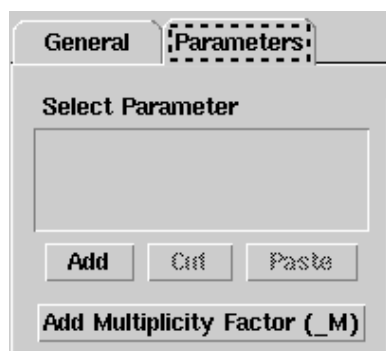 General Parameters
Select Parameter
Add Cut Paste
Add Multiplicity Factor (_M)